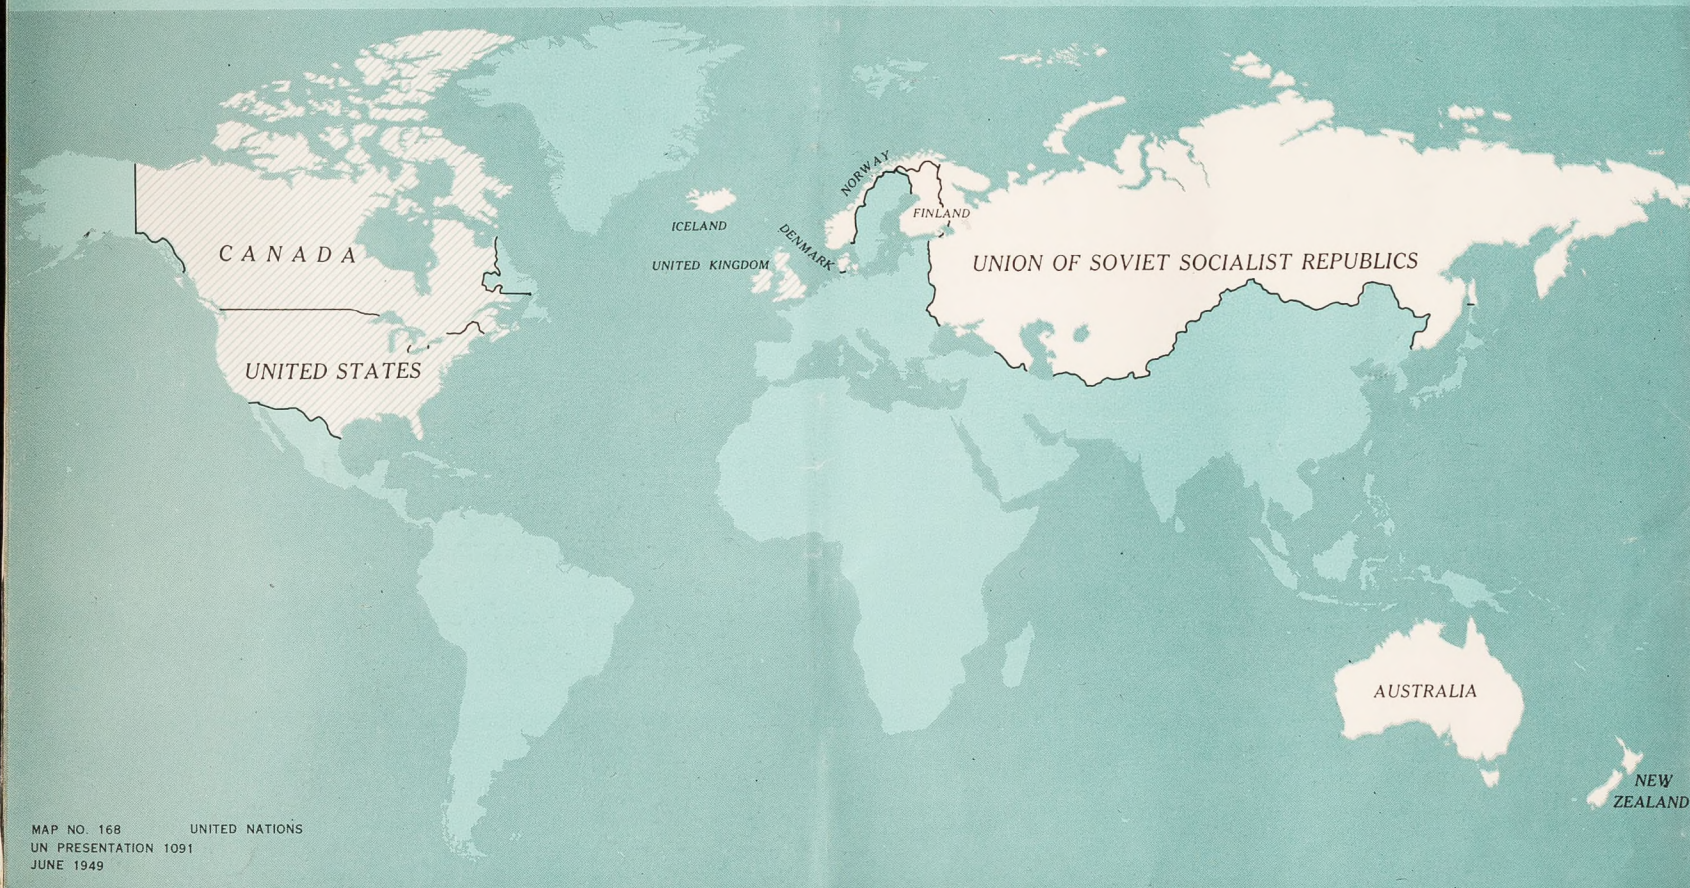 NORWAY
FINLAND
ICELAND
DENMARK
CANADA
UNITED KINGDOM
UNION OF SOVIET SOCIALIST REPUBLICS
UNITED STATES
AUSTRALIA
NEW
ZEALAND
MAP NO. 168 UNITED NATIONS
UN PRESENTATION 1091
JUNE 1949